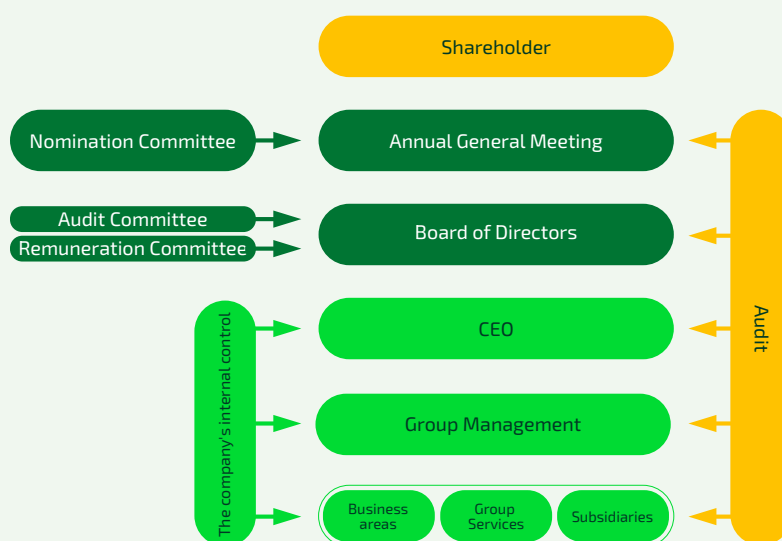 Shareholder
Nomination Committee
Annual General Meeting
Audit Committee
Remuneration Committee
Board of Directors
The company's internal control
CEO
Audit
Group Management
Business
areas
Group
Services
Subsidiaries